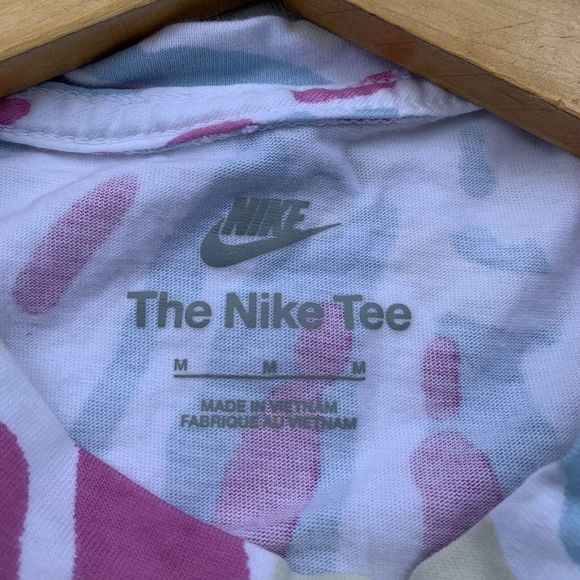 NIKE
The Nike Tee
M M M
MADE IN VIETNAM
FABRIQUE AU VIETNAM